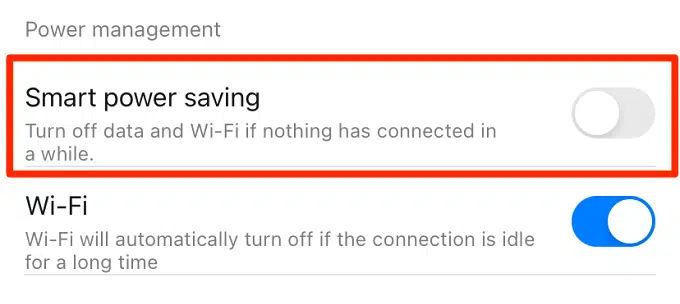 Power management
Smart power saving
Turn off data and Wi-Fi if nothing has connected in
a while.
Wi-Fi
Wi-Fi will automatically turn off if the connection is idle
for a long time